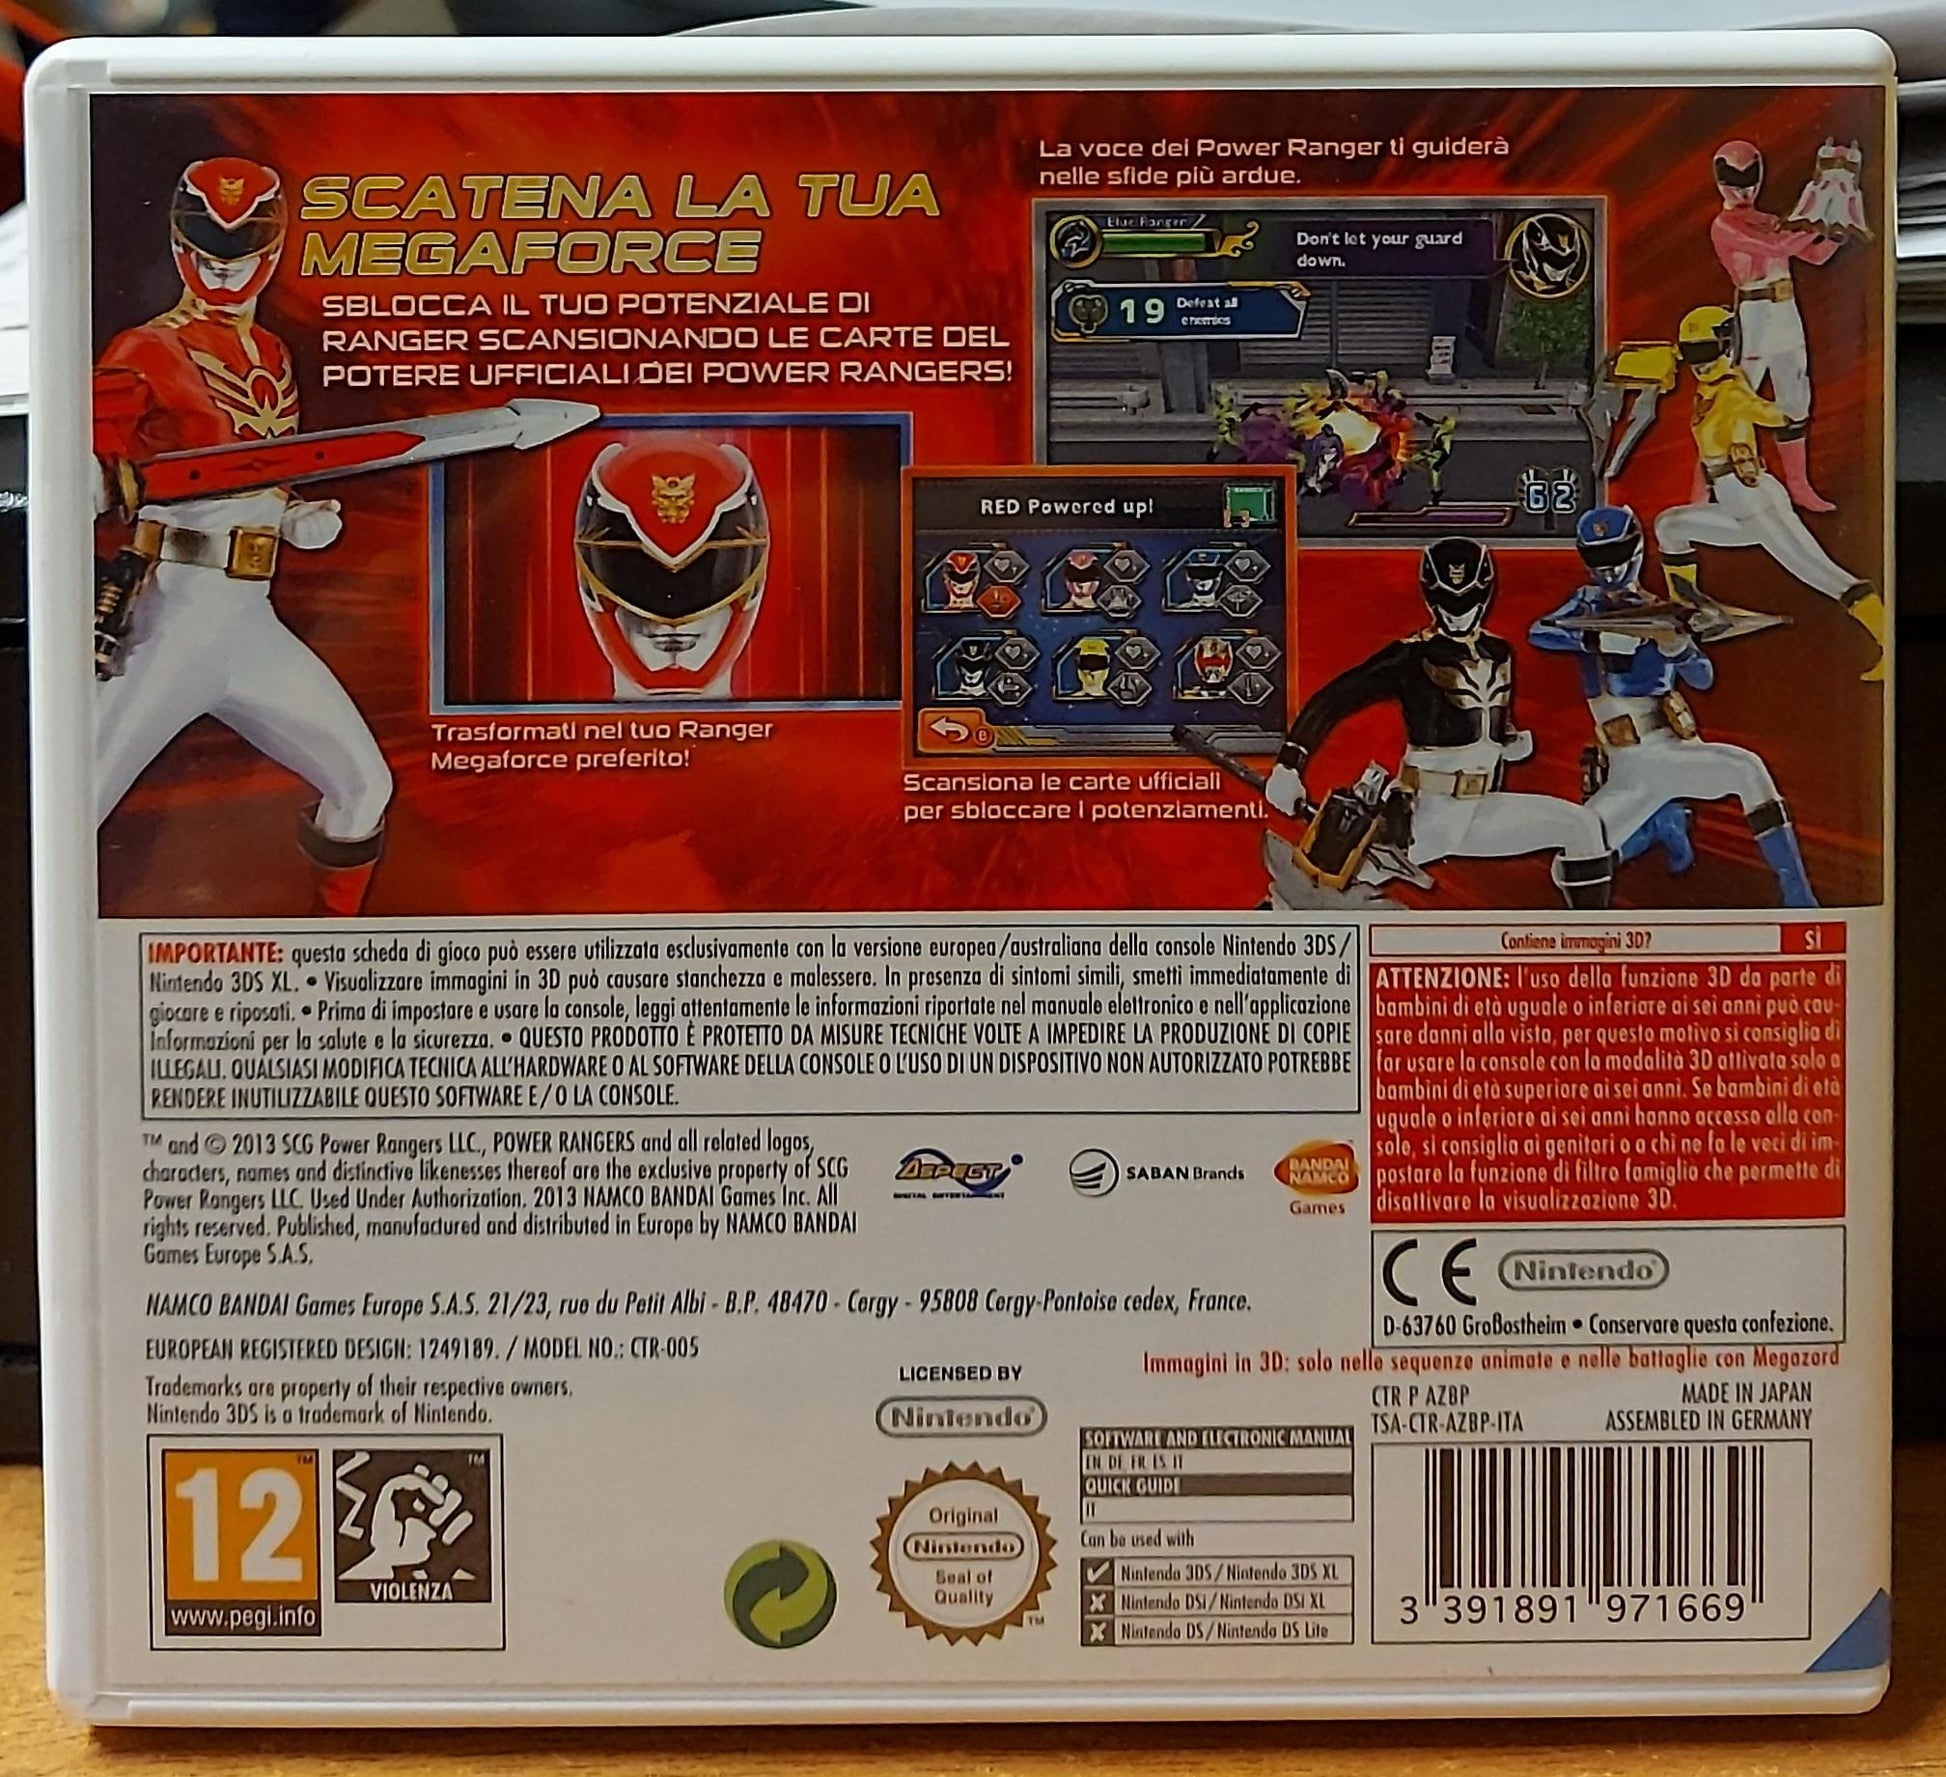 SCATENA LA TUA
MEGAFORCE
SBLOCCA IL TUO POTENZIALE DI
RANGER SCANSIONANDO LE CARTE DEL
POTERE UFFICIALI DEI POWER RANGERS!
La voce dei Power Ranger ti guiderà
nelle sfide più ardue.
Blue Ranger
Don't let your guard
down.
19 Defeat all
enemies
62
RED Powered up!
B
Trasformati nel tuo Ranger
Megaforce preferito!
Scansiona le carte ufficiali
per sbloccare i potenziamenti.
IMPORTANTE: questa scheda di gioco può essere utilizzata esclusivamente con la versione europea/australiana della console Nintendo 3DS/
Nintendo 3DS XL. • Visualizzare immagini in 3D può causare stanchezza e malessere. In presenza di sintomi simili, smetti immediatamente di
giocare e riposati. • Prima di impostare e usare la console, leggi attentamente le informazioni riportate nel manuale elettronico e nell'applicazione
Informazioni per la salute e la sicurezza. • QUESTO PRODOTTO È PROTETTO DA MISURE TECNICHE VOLTE A IMPEDIRE LA PRODUZIONE DI COPIE
ILLEGALI. QUALSIASI MODIFICA TECNICA ALL'HARDWARE O AL SOFTWARE DELLA CONSOLE O L'USO DI UN DISPOSITIVO NON AUTORIZZATO POTREBBE
RENDERE INUTILIZZABILE QUESTO SOFTWARE E/O LA CONSOLE.
Contiene immagini 3D? SÌ
ATTENZIONE: l'uso della funzione 3D da parte di
bambini di età uguale o inferiore ai sei anni può cau-
sare danni alla vista, per questo motivo si consiglia di
far usare la console con la modalità 3D attivata solo a
bambini di età superiore ai sei anni. Se bambini di età
uguale o inferiore ai sei anni hanno accesso alla con-
sole, si consiglia ai genitori o a chi ne fa le veci di im-
postare la funzione di filtro famiglia che permette di
disattivare la visualizzazione 3D.
™ and © 2013 SCG Power Rangers LLC., POWER RANGERS and all related logos,
characters, names and distinctive likenesses thereof are the exclusive property of SCG
Power Rangers LLC. Used Under Authorization. 2013 NAMCO BANDAI Games Inc. All
rights reserved. Published, manufactured and distributed in Europe by NAMCO BANDAI
Games Europe S.A.S.
ASPECT
DIGITAL ENTERTAINMENT
SABAN Brands
BANDAI
NAMCO
Games
CE Nintendo
D-63760 Großostheim • Conservare questa confezione.
NAMCO BANDAI Games Europe S.A.S. 21/23, rue du Petit Albi - B.P. 48470 - Cergy - 95808 Cergy-Pontoise cedex, France.
EUROPEAN REGISTERED DESIGN: 1249189. / MODEL NO.: CTR-005
Trademarks are property of their respective owners.
Nintendo 3DS is a trademark of Nintendo.
Immagini in 3D: solo nelle sequenze animate e nelle battaglie con Megazord
LICENSED BY
Nintendo
CTR P AZBP MADE IN JAPAN
TSA-CTR-AZBP-ITA ASSEMBLED IN GERMANY
12™
www.pegi.info
™
VIOLENZA
Original
Nintendo
Seal of
Quality
™
SOFTWARE AND ELECTRONIC MANUAL
EN DE FR ES IT
QUICK GUIDE
IT
Can be used with
Nintendo 3DS/Nintendo 3DS XL
Nintendo DSi/Nintendo DSi XL
Nintendo DS/Nintendo DS Lite
3 391891 971669